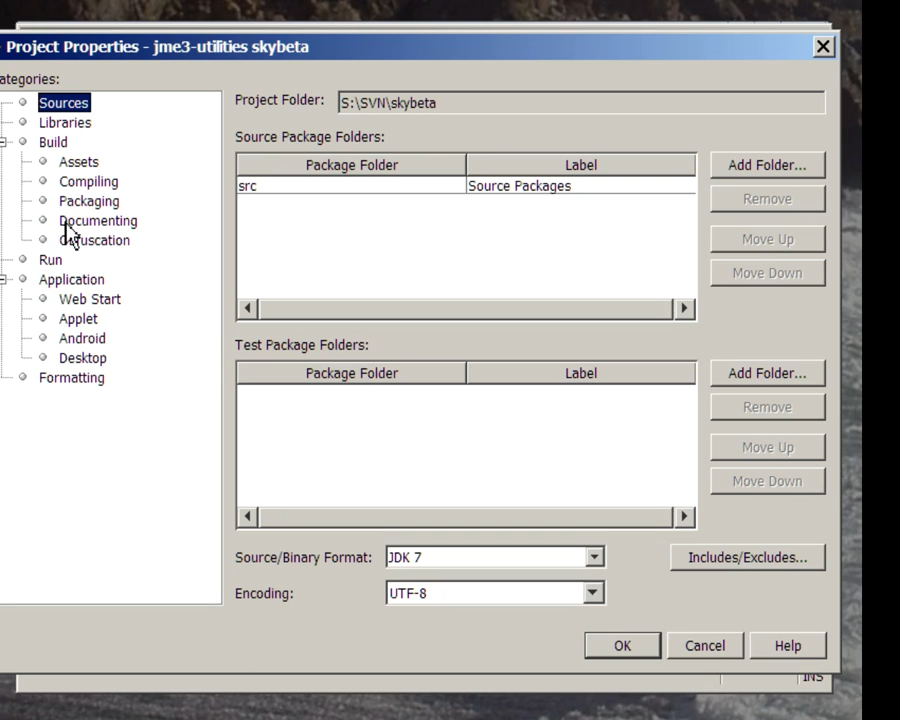 Project Properties - jme3-utilities skybeta
ategories:
Sources
Libraries
Build
Assets
Compiling
Packaging
Documenting
Obfuscation
Run
Application
Web Start
Applet
Android
Desktop
Formatting
Project Folder: S:\SVN\skybeta
Source Package Folders:
Package Folder Label
src Source Packages
Add Folder...
Remove
Move Up
Move Down
Test Package Folders:
Package Folder Label
Add Folder...
Remove
Move Up
Move Down
Source/Binary Format: JDK 7
Includes/Excludes...
Encoding: UTF-8
OK Cancel Help
INS